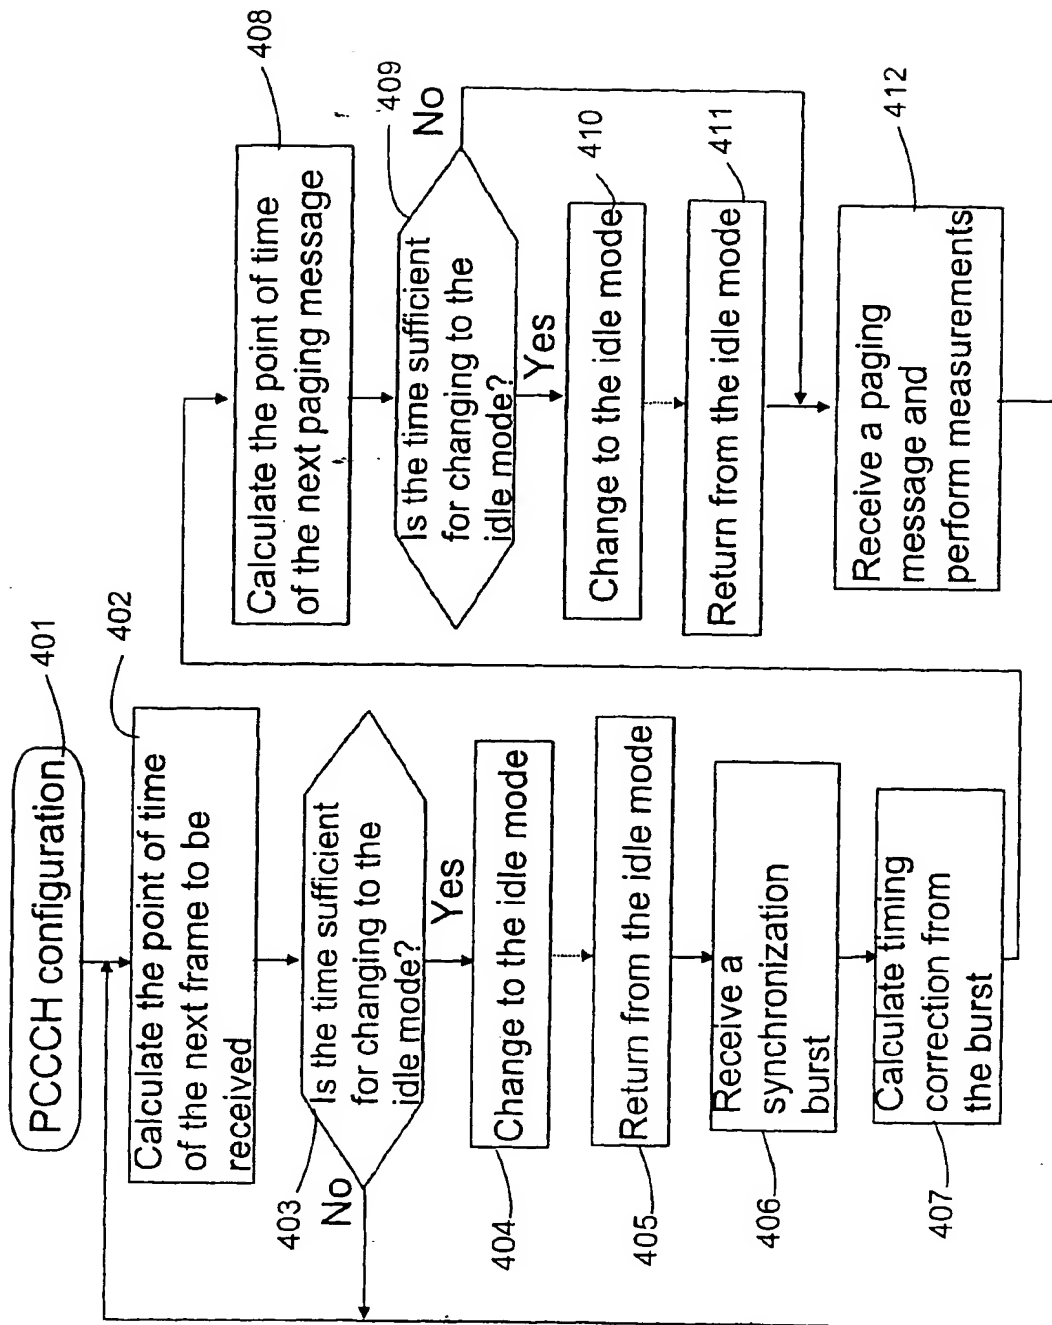 PCCCH configuration
401
402
Calculate the point of time
of the next frame to be
received
403
Is the time sufficient
for changing to the
idle mode?
No
Yes
404
Change to the idle mode
405
Return from the idle mode
406
Receive a
synchronization
burst
407
Calculate timing
correction from
the burst
408
Calculate the point of time
of the next paging message
409
Is the time sufficient
for changing to the
idle mode?
No
Yes
410
Change to the idle mode
411
Return from the idle mode
412
Receive a paging
message and
perform measurements